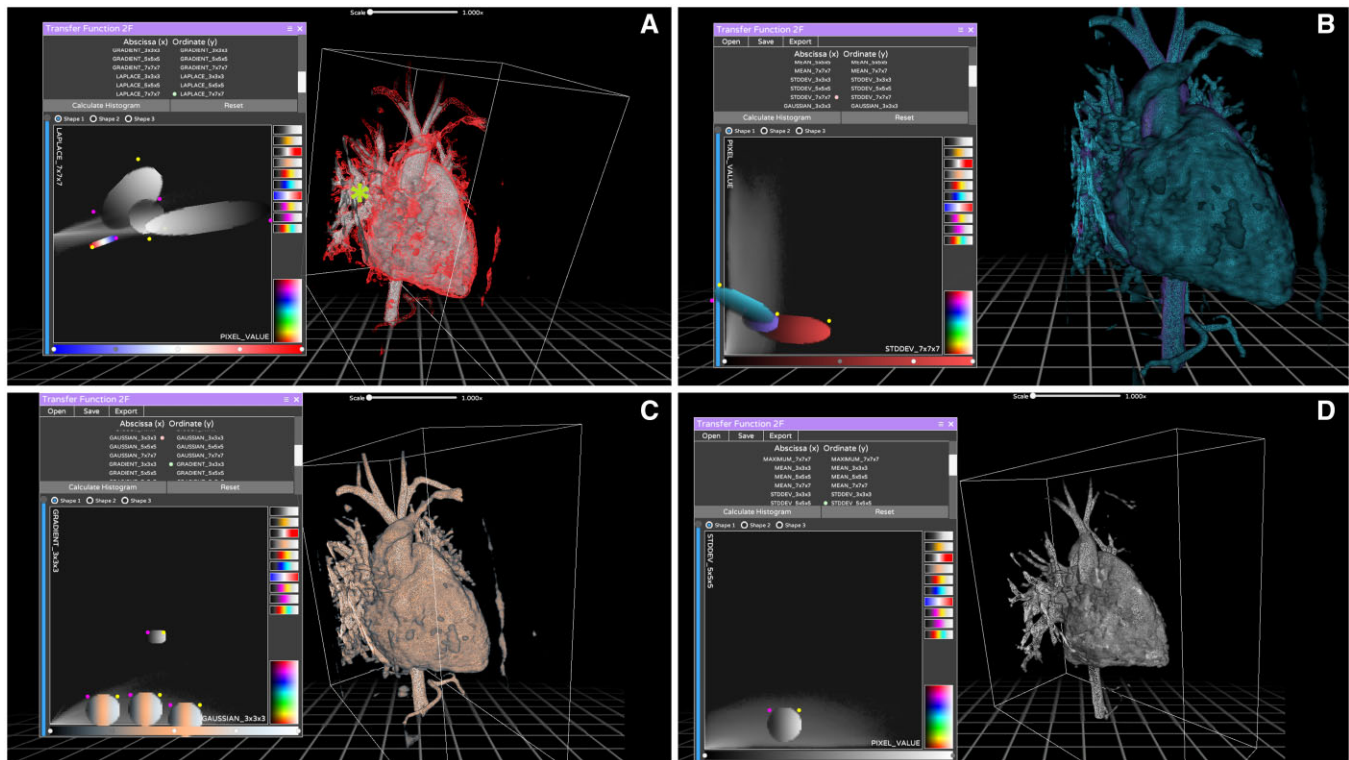 A
Scale 1.000x
Transfer Function 2F
Abscissa (x) Ordinate (y)
GRADIENT_3x3x3 GRADIENT_3x3x3
GRADIENT_5x5x5 GRADIENT_5x5x5
GRADIENT_7x7x7 GRADIENT_7x7x7
LAPLACE_3x3x3 LAPLACE_3x3x3
LAPLACE_5x5x5 LAPLACE_5x5x5
LAPLACE_7x7x7 LAPLACE_7x7x7
Calculate Histogram Reset
Shape 1 Shape 2 Shape 3
LAPLACE_7x7x7
PIXEL_VALUE
B
Transfer Function 2F
Open Save Export
Abscissa (x) Ordinate (y)
MEAN_5x5x5 MEAN_5x5x5
MEAN_7x7x7 MEAN_7x7x7
STDDEV_3x3x3 STDDEV_3x3x3
STDDEV_5x5x5 STDDEV_5x5x5
STDDEV_7x7x7 STDDEV_7x7x7
GAUSSIAN_3x3x3 GAUSSIAN_3x3x3
Calculate Histogram Reset
Shape 1 Shape 2 Shape 3
PIXEL_VALUE
STDDEV_7x7x7
C
Scale 1.000x
Transfer Function 2F
Open Save Export
Abscissa (x) Ordinate (y)
GAUSSIAN_3x3x3 GAUSSIAN_3x3x3
GAUSSIAN_5x5x5 GAUSSIAN_5x5x5
GAUSSIAN_7x7x7 GAUSSIAN_7x7x7
GRADIENT_3x3x3 GRADIENT_3x3x3
GRADIENT_5x5x5 GRADIENT_5x5x5
Calculate Histogram Reset
Shape 1 Shape 2 Shape 3
GRADIENT_3x3x3
GAUSSIAN_3x3x3
D
Scale 1.000x
Transfer Function 2F
Open Save Export
Abscissa (x) Ordinate (y)
MAXIMUM_7x7x7 MAXIMUM_7x7x7
MEAN_3x3x3 MEAN_3x3x3
MEAN_5x5x5 MEAN_5x5x5
MEAN_7x7x7 MEAN_7x7x7
STDDEV_3x3x3 STDDEV_3x3x3
STDDEV_5x5x5 STDDEV_5x5x5
Calculate Histogram Reset
Shape 1 Shape 2 Shape 3
STDDEV_5x5x5
PIXEL_VALUE